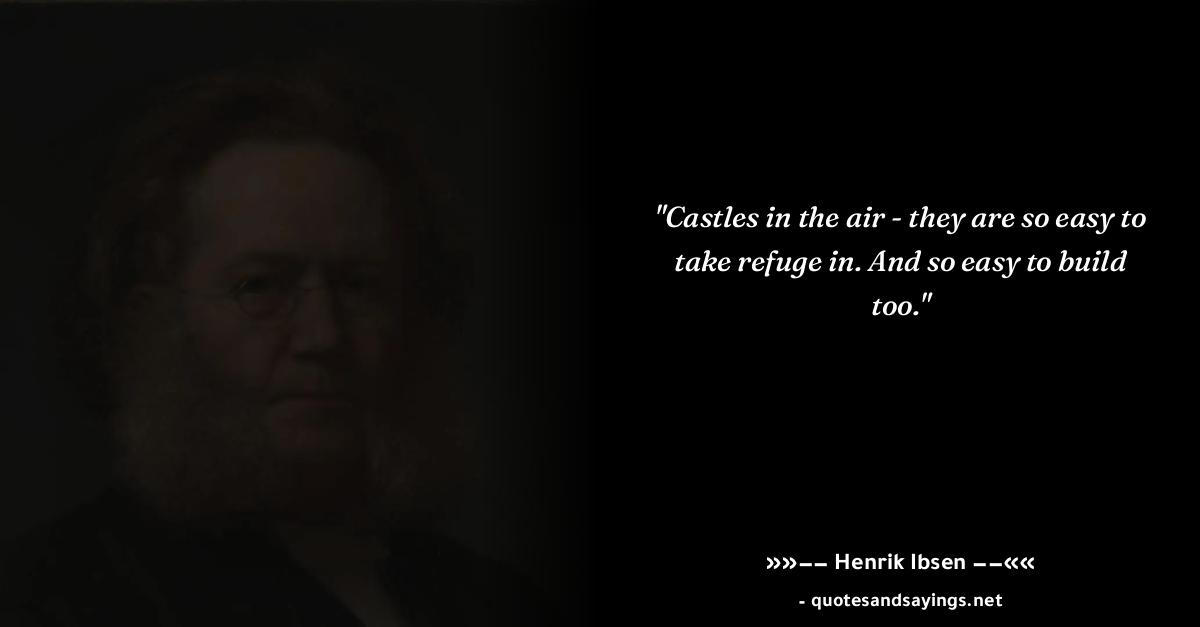 "Castles in the air - they are so easy to
take refuge in. And so easy to build
too."
»»–– Henrik Ibsen ––««
- quotesandsayings.net